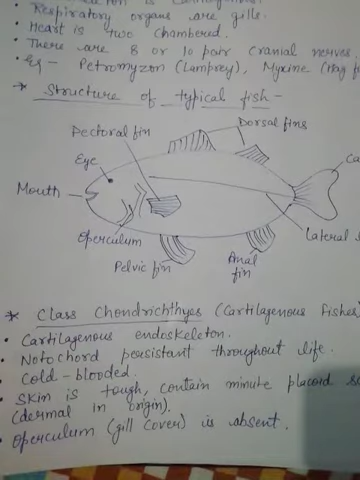 • Respiratory organs are gills.
• Heart is two chambered.
• There are 8 or 10 pair cranial nerves.
• Eg - Petromyzon (Lamprey), Myxine (Hag
* Structure of typical fish -
Pectoral fin
Dorsal fins
Eye
Mouth
Operculum
Lateral
Pelvic fin
Anal fin
* Class Chondrichthyes (Cartilagenous Fishes)
• Cartilagenous endoskeleton.
• Notochord persistant throughout life.
• Cold-blooded.
• Skin is tough, contain minute placoid
(dermal in origin).
• Operculum (gill cover) is absent.